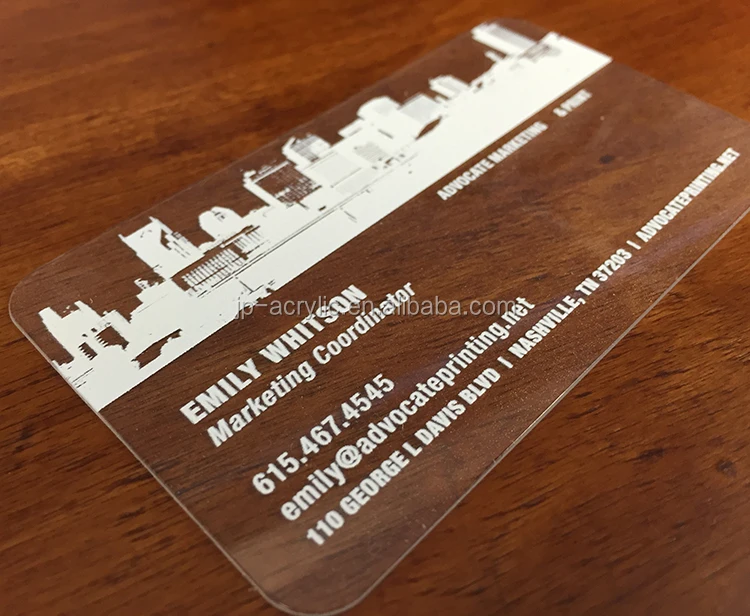 ADVOCATE MARKETING & PRINT
jp-acrylic.en.alibaba.com
EMILY WHITSON
Marketing Coordinator
615.467.4545
emily@advocateprinting.net
110 GEORGE L DAVIS BLVD | NASHVILLE, TN 37203 | ADVOCATEPRINTING.NET